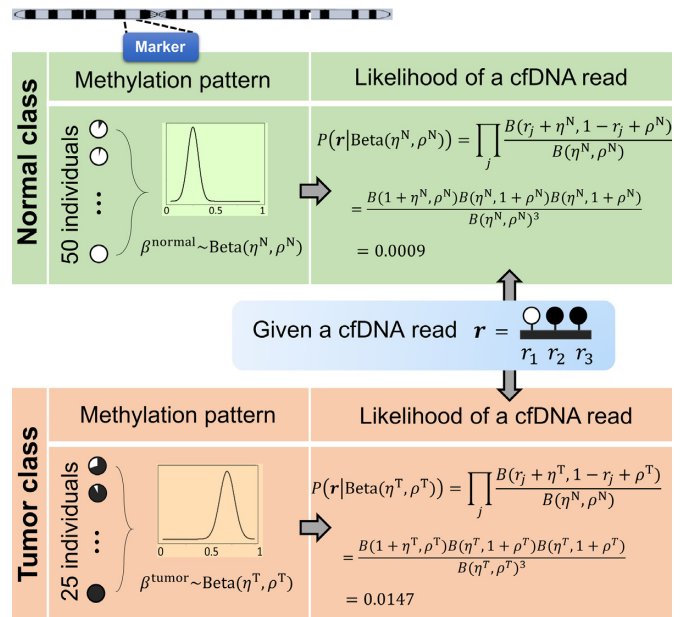 Marker
Normal class
Methylation pattern
Likelihood of a cfDNA read
50 individuals
...
0 0.5 1
β^normal~Beta(η^N, ρ^N)
P(r|Beta(η^N, ρ^N)) = ∏_j B(r_j + η^N, 1 − r_j + ρ^N) / B(η^N, ρ^N)
= B(1 + η^N, ρ^N)B(η^N, 1 + ρ^N)B(η^N, 1 + ρ^N) / B(η^N, ρ^N)^3
= 0.0009
Given a cfDNA read r =
r_1 r_2 r_3
Tumor class
Methylation pattern
Likelihood of a cfDNA read
25 individuals
...
0 0.5 1
β^tumor~Beta(η^T, ρ^T)
P(r|Beta(η^T, ρ^T)) = ∏_j B(r_j + η^T, 1 − r_j + ρ^T) / B(η^N, ρ^N)
= B(1 + η^T, ρ^T)B(η^T, 1 + ρ^T)B(η^T, 1 + ρ^T) / B(η^T, ρ^T)^3
= 0.0147